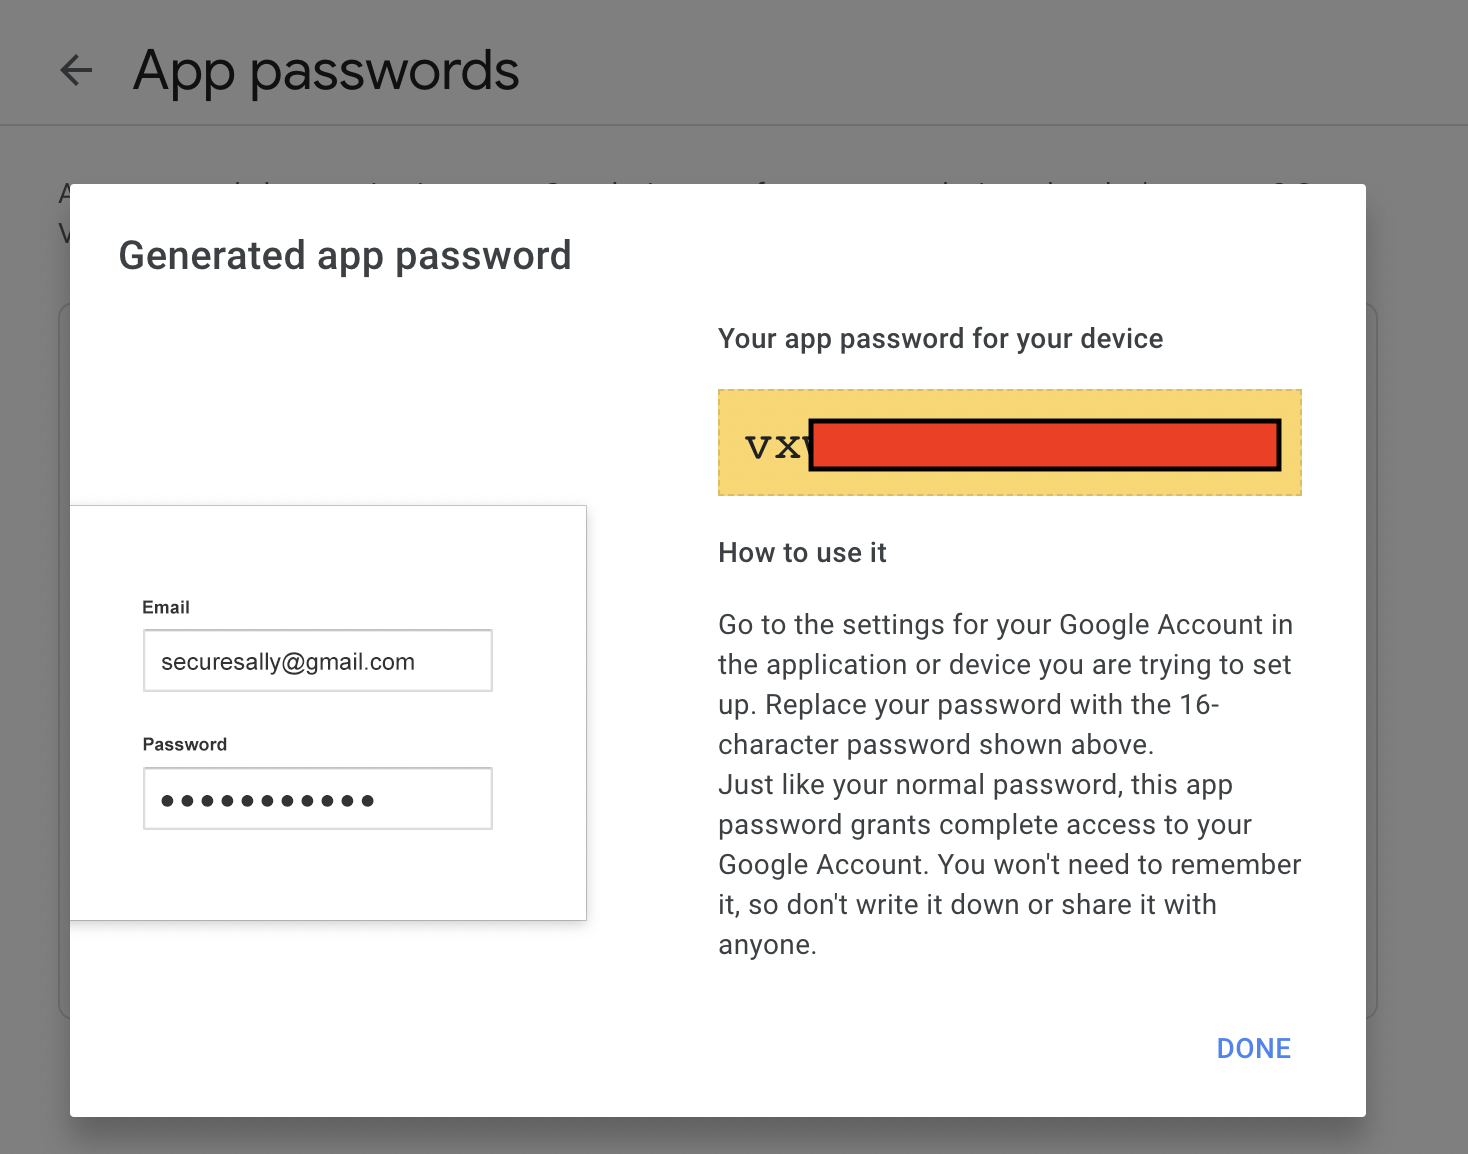 App passwords
Generated app password
Your app password for your device
vx
How to use it
Go to the settings for your Google Account in
the application or device you are trying to set
up. Replace your password with the 16-
character password shown above.
Just like your normal password, this app
password grants complete access to your
Google Account. You won't need to remember
it, so don't write it down or share it with
anyone.
Email
securesally@gmail.com
Password
DONE